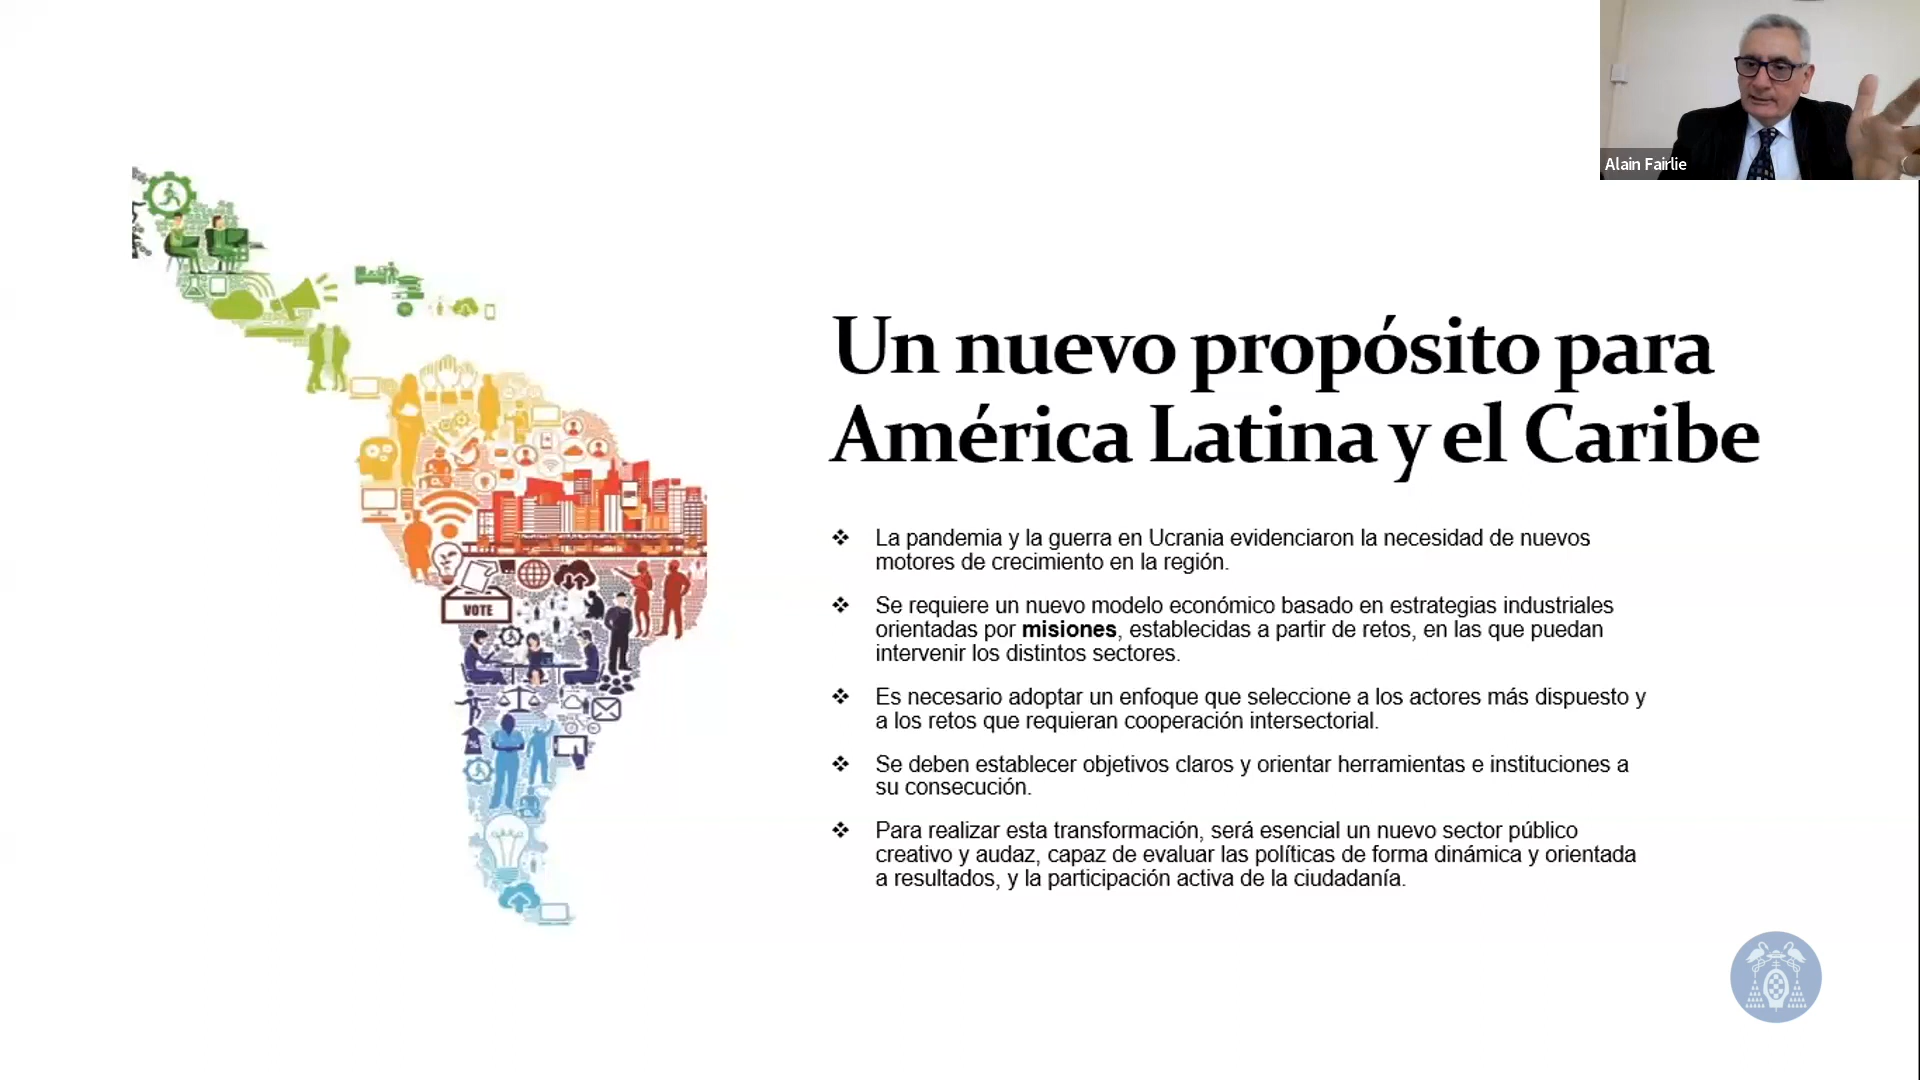 Alain Fairlie
Un nuevo propósito para
América Latina y el Caribe
❖ La pandemia y la guerra en Ucrania evidenciaron la necesidad de nuevos
motores de crecimiento en la región.
❖ Se requiere un nuevo modelo económico basado en estrategias industriales
orientadas por misiones, establecidas a partir de retos, en las que puedan
intervenir los distintos sectores.
❖ Es necesario adoptar un enfoque que seleccione a los actores más dispuesto y
a los retos que requieran cooperación intersectorial.
❖ Se deben establecer objetivos claros y orientar herramientas e instituciones a
su consecución.
❖ Para realizar esta transformación, será esencial un nuevo sector público
creativo y audaz, capaz de evaluar las políticas de forma dinámica y orientada
a resultados, y la participación activa de la ciudadanía.
VOTE
%